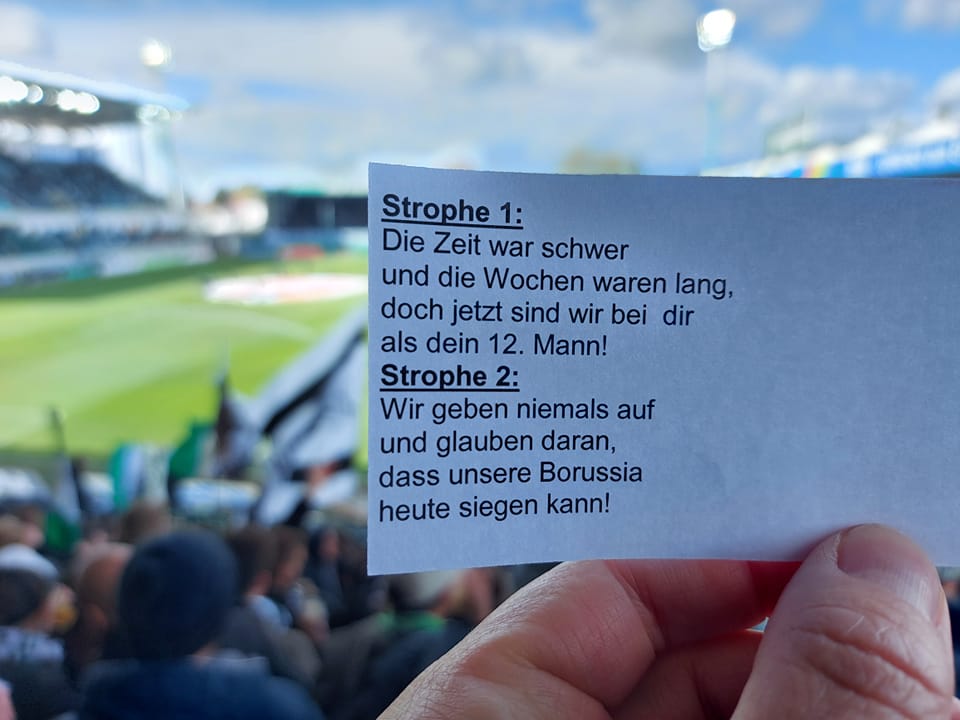 Strophe 1:
Die Zeit war schwer
und die Wochen waren lang,
doch jetzt sind wir bei  dir
als dein 12. Mann!
Strophe 2:
Wir geben niemals auf
und glauben daran,
dass unsere Borussia
heute siegen kann!